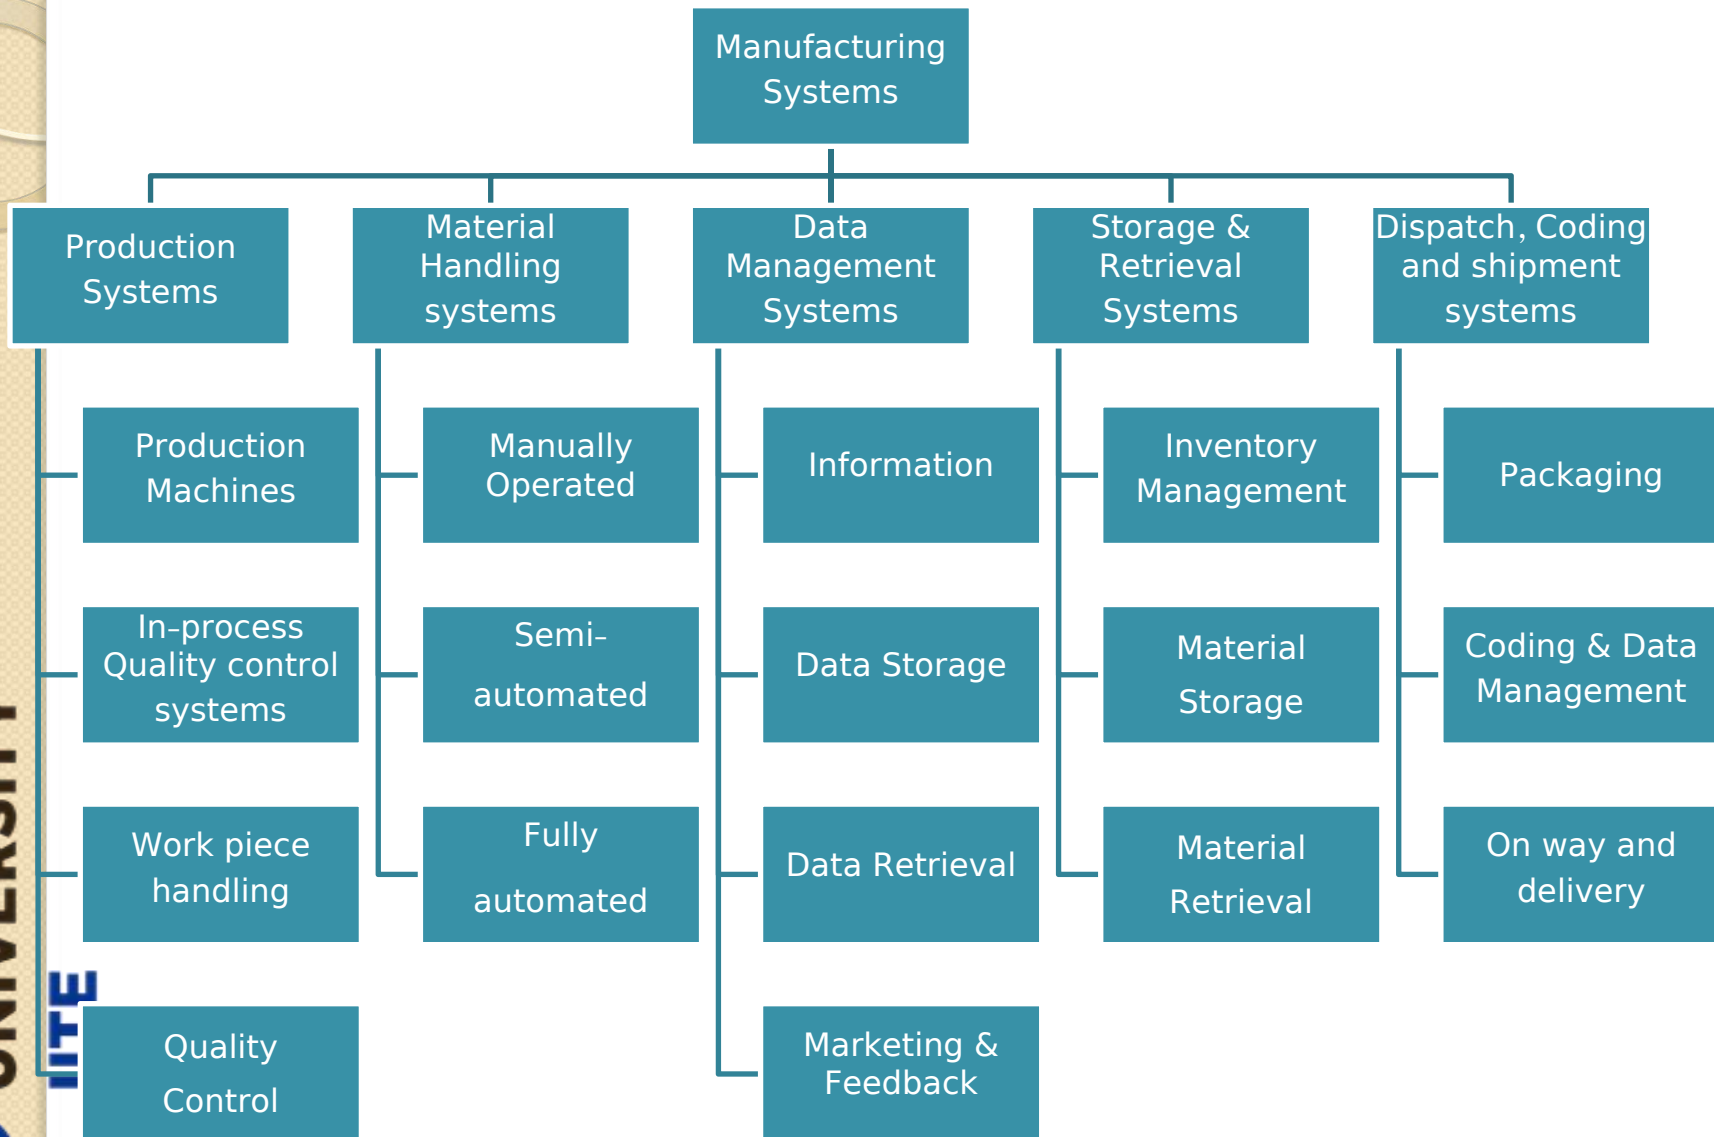 Manufacturing
Systems
Production
Systems
Material
Handling
systems
Data
Management
Systems
Storage &
Retrieval
Systems
Dispatch, Coding
and shipment
systems
Production
Machines
In-process
Quality control
systems
Work piece
handling
Quality
Control
Manually
Operated
Semi-
automated
Fully
automated
Information
Data Storage
Data Retrieval
Marketing &
Feedback
Inventory
Management
Material
Storage
Material
Retrieval
Packaging
Coding & Data
Management
On way and
delivery
UNIVERSITY